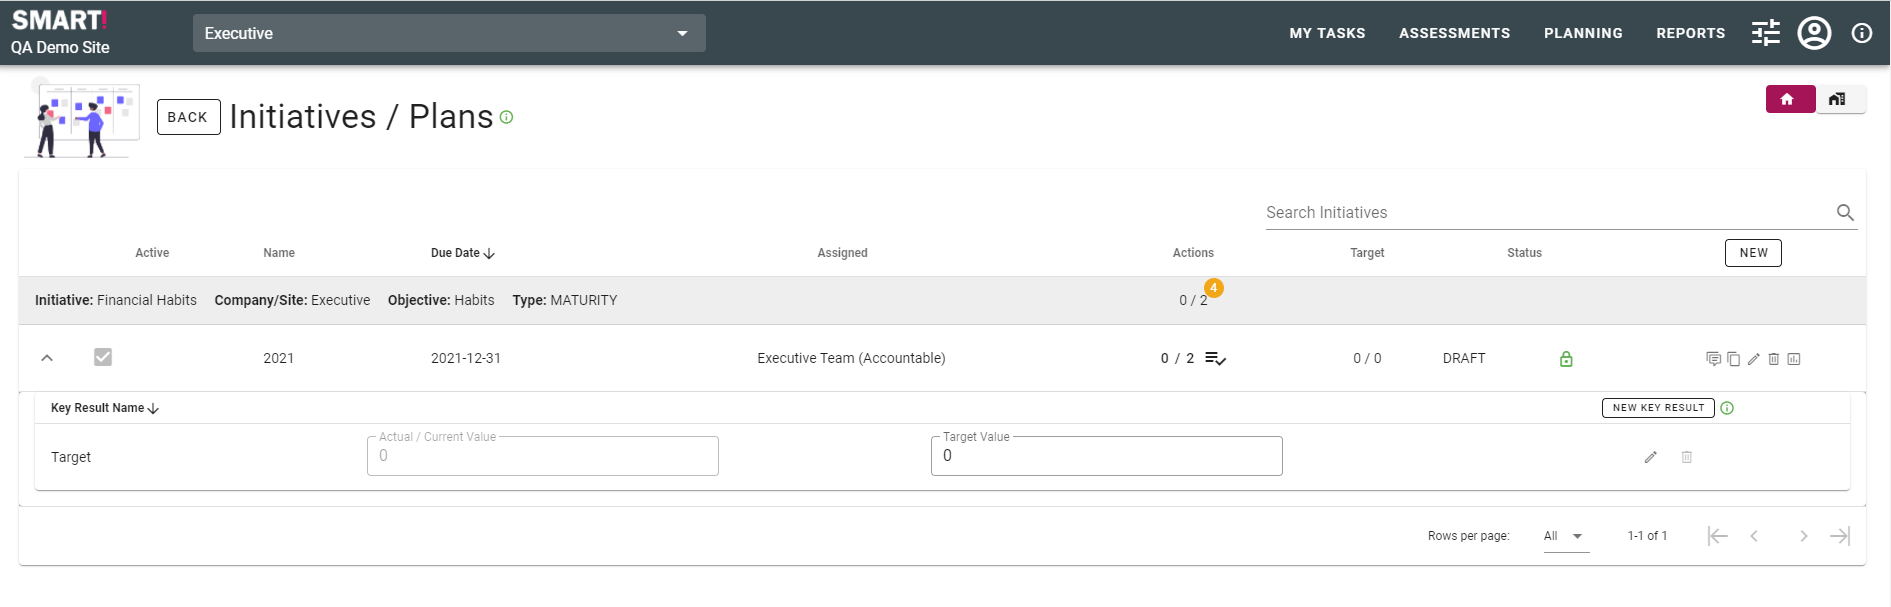 SMART!
QA Demo Site
Executive
MY TASKS ASSESSMENTS PLANNING REPORTS
BACK Initiatives / Plans
Search Initiatives
Active Name Due Date Assigned Actions Target Status NEW
Initiative: Financial Habits Company/Site: Executive Objective: Habits Type: MATURITY 0 / 2 4
2021 2021-12-31 Executive Team (Accountable) 0 / 2 0 / 0 DRAFT
Key Result Name NEW KEY RESULT
Actual / Current Value Target Value
Target 0 0
Rows per page: All 1-1 of 1